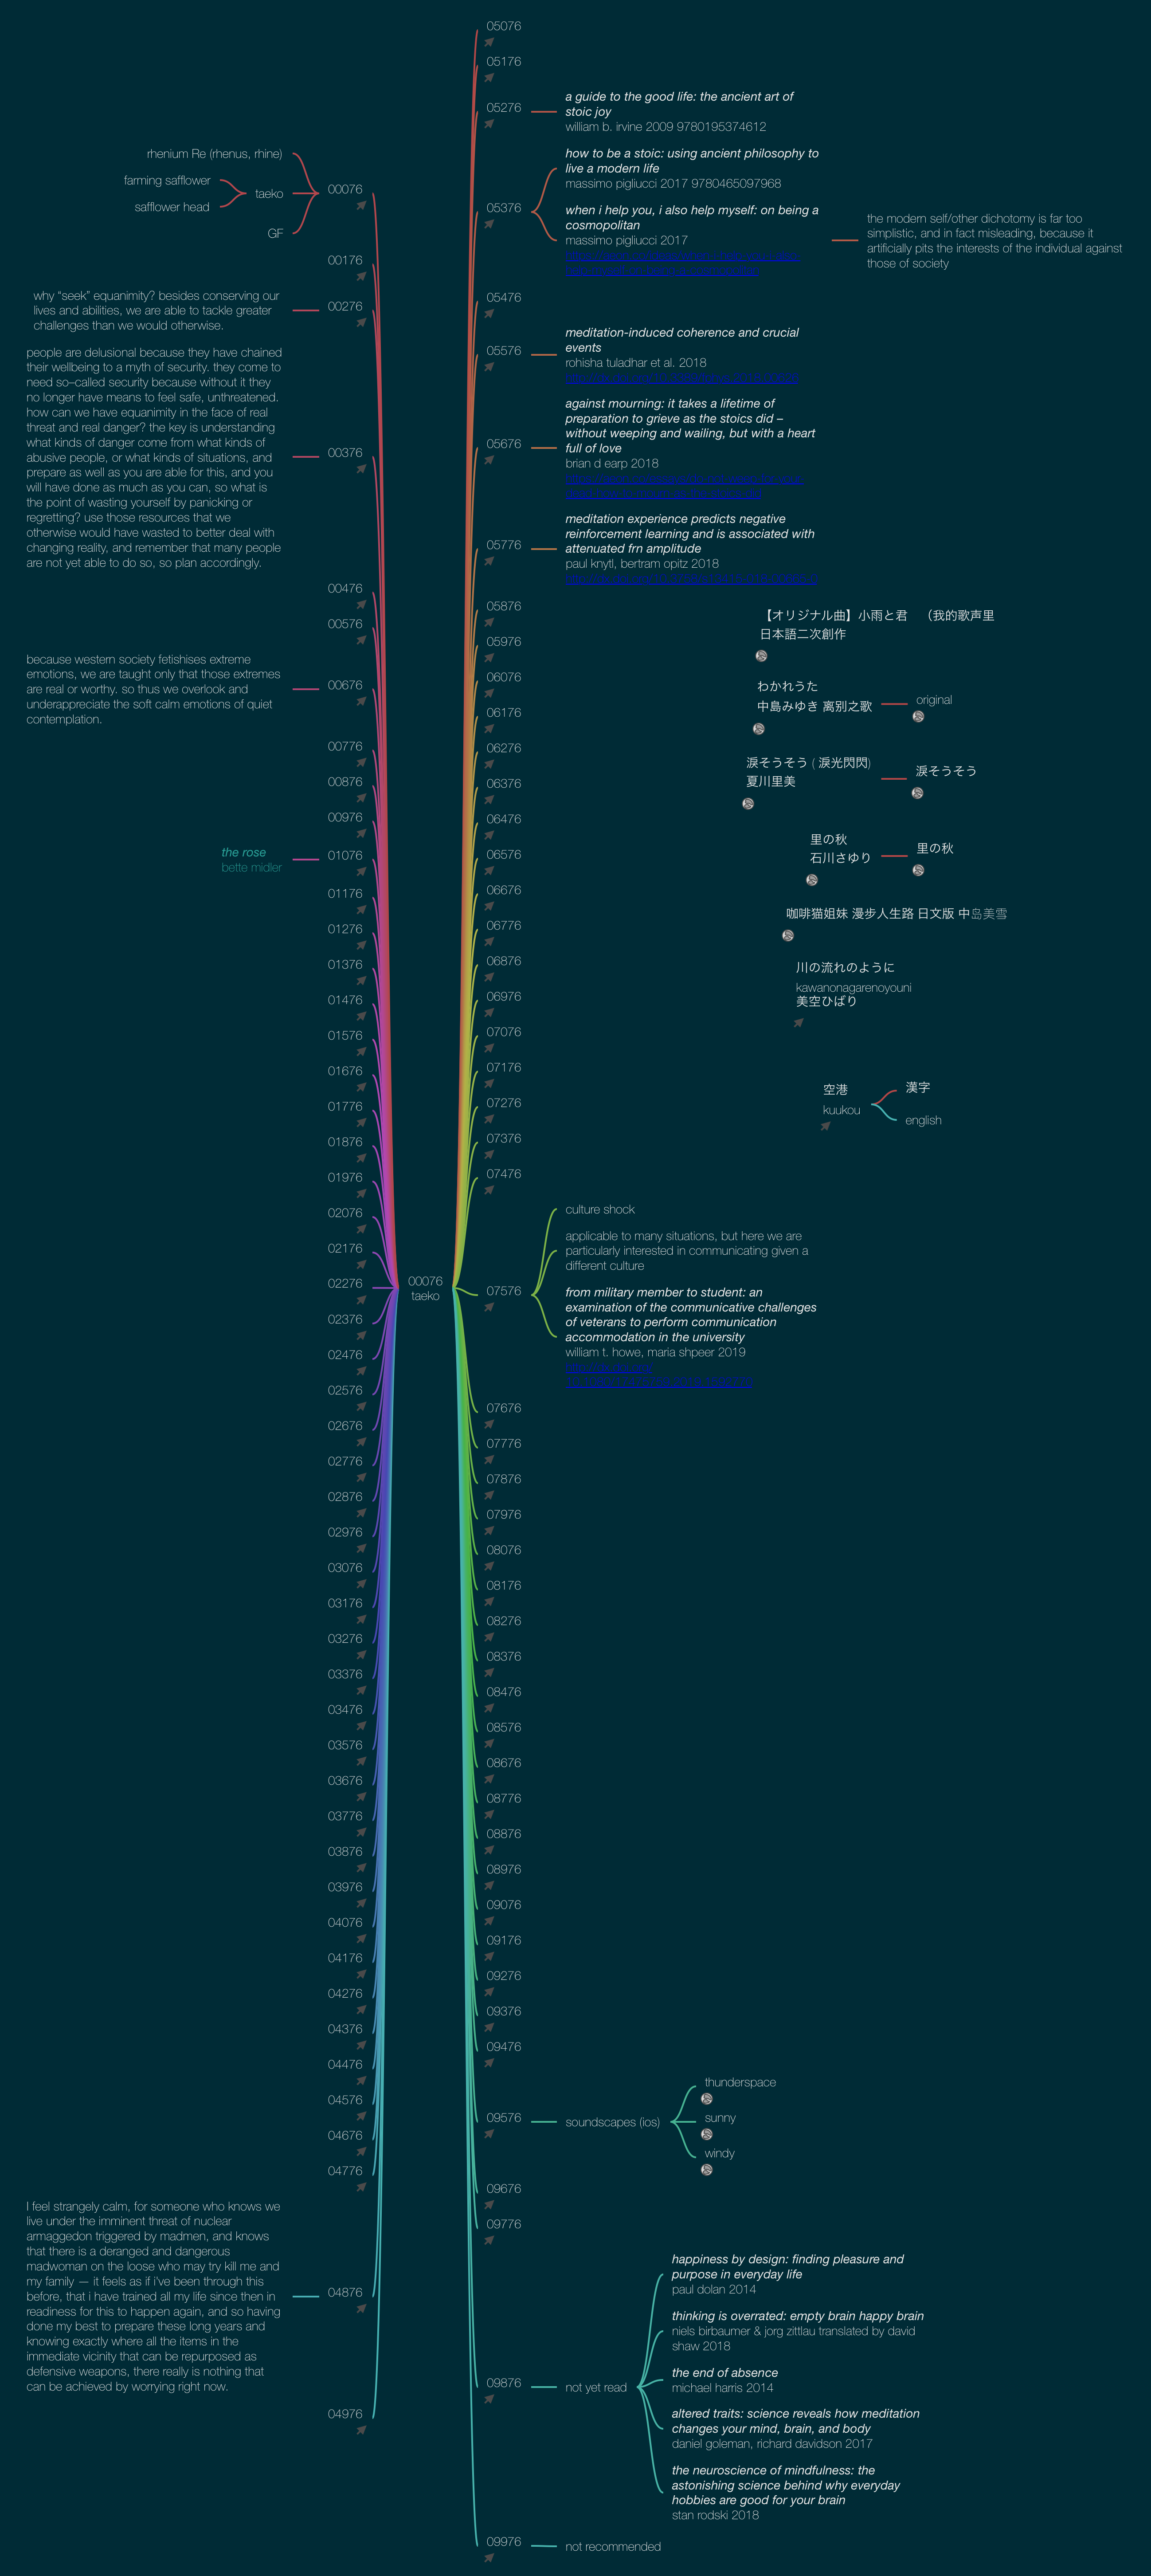 rhenium Re (rhenus, rhine)
farming safflower
safflower head
taeko
GF
00076
00176
why “seek” equanimity? besides conserving our
lives and abilities, we are able to tackle greater
challenges than we would otherwise.
00276
people are delusional because they have chained
their wellbeing to a myth of security. they come to
need so–called security because without it they
no longer have means to feel safe, unthreatened.
how can we have equanimity in the face of real
threat and real danger? the key is understanding
what kinds of danger come from what kinds of
abusive people, or what kinds of situations, and
prepare as well as you are able for this, and you
will have done as much as you can, so what is
the point of wasting yourself by panicking or
regretting? use those resources that we
otherwise would have wasted to better deal with
changing reality, and remember that many people
are not yet able to do so, so plan accordingly.
00376
00476
00576
because western society fetishises extreme
emotions, we are taught only that those extremes
are real or worthy. so thus we overlook and
underappreciate the soft calm emotions of quiet
contemplation.
00676
00776
00876
00976
the rose
bette midler
01076
01176
01276
01376
01476
01576
01676
01776
01876
01976
02076
02176
02276
02376
02476
02576
02676
02776
02876
02976
03076
03176
03276
03376
03476
03576
03676
03776
03876
03976
04076
04176
04276
04376
04476
04576
04676
04776
I feel strangely calm, for someone who knows we
live under the imminent threat of nuclear
armaggedon triggered by madmen, and knows
that there is a deranged and dangerous
madwoman on the loose who may try kill me and
my family — it feels as if i've been through this
before, that i have trained all my life since then in
readiness for this to happen again, and so having
done my best to prepare these long years and
knowing exactly where all the items in the
immediate vicinity that can be repurposed as
defensive weapons, there really is nothing that
can be achieved by worrying right now.
04876
04976
00076
taeko
05076
05176
05276
a guide to the good life: the ancient art of
stoic joy
william b. irvine 2009 9780195374612
05376
how to be a stoic: using ancient philosophy to
live a modern life
massimo pigliucci 2017 9780465097968
when i help you, i also help myself: on being a
cosmopolitan
massimo pigliucci 2017
the modern self/other dichotomy is far too
simplistic, and in fact misleading, because it
artificially pits the interests of the individual against
those of society
05476
05576
meditation-induced coherence and crucial
events
rohisha tuladhar et al. 2018
05676
against mourning: it takes a lifetime of
preparation to grieve as the stoics did –
without weeping and wailing, but with a heart
full of love
brian d earp 2018
05776
meditation experience predicts negative
reinforcement learning and is associated with
attenuated frn amplitude
paul knytl, bertram opitz 2018
05876
05976
06076
06176
06276
06376
06476
06576
06676
06776
06876
06976
07076
07176
07276
07376
07476
【オリジナル曲】小雨と君 （我的歌声里
日本語二次創作
わかれうた
中島みゆき 离别之歌
original
涙そうそう ( 淚光閃閃)
夏川里美
涙そうそう
里の秋
石川さゆり
里の秋
咖啡猫姐妹 漫步人生路 日文版 中岛美雪
川の流れのように
kawanonagarenoyouni
美空ひばり
空港
kuukou
漢字
english
07576
culture shock
applicable to many situations, but here we are
particularly interested in communicating given a
different culture
from military member to student: an
examination of the communicative challenges
of veterans to perform communication
accommodation in the university
william t. howe, maria shpeer 2019
07676
07776
07876
07976
08076
08176
08276
08376
08476
08576
08676
08776
08876
08976
09076
09176
09276
09376
09476
09576
soundscapes (ios)
thunderspace
sunny
windy
09676
09776
09876
not yet read
happiness by design: finding pleasure and
purpose in everyday life
paul dolan 2014
thinking is overrated: empty brain happy brain
niels birbaumer & jorg zittlau translated by david
shaw 2018
the end of absence
michael harris 2014
altered traits: science reveals how meditation
changes your mind, brain, and body
daniel goleman, richard davidson 2017
the neuroscience of mindfulness: the
astonishing science behind why everyday
hobbies are good for your brain
stan rodski 2018
09976
not recommended